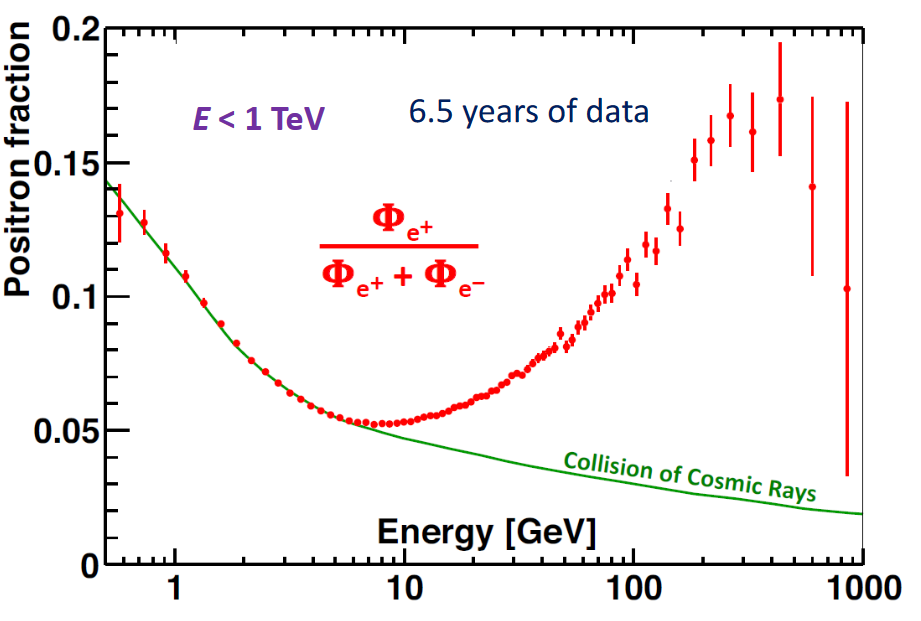 Positron fraction
0.2
0.15
0.1
0.05
0
E < 1 TeV
6.5 years of data
Φe⁺
Φe⁺ + Φe⁻
Collision of Cosmic Rays
Energy [GeV]
1
10
100
1000